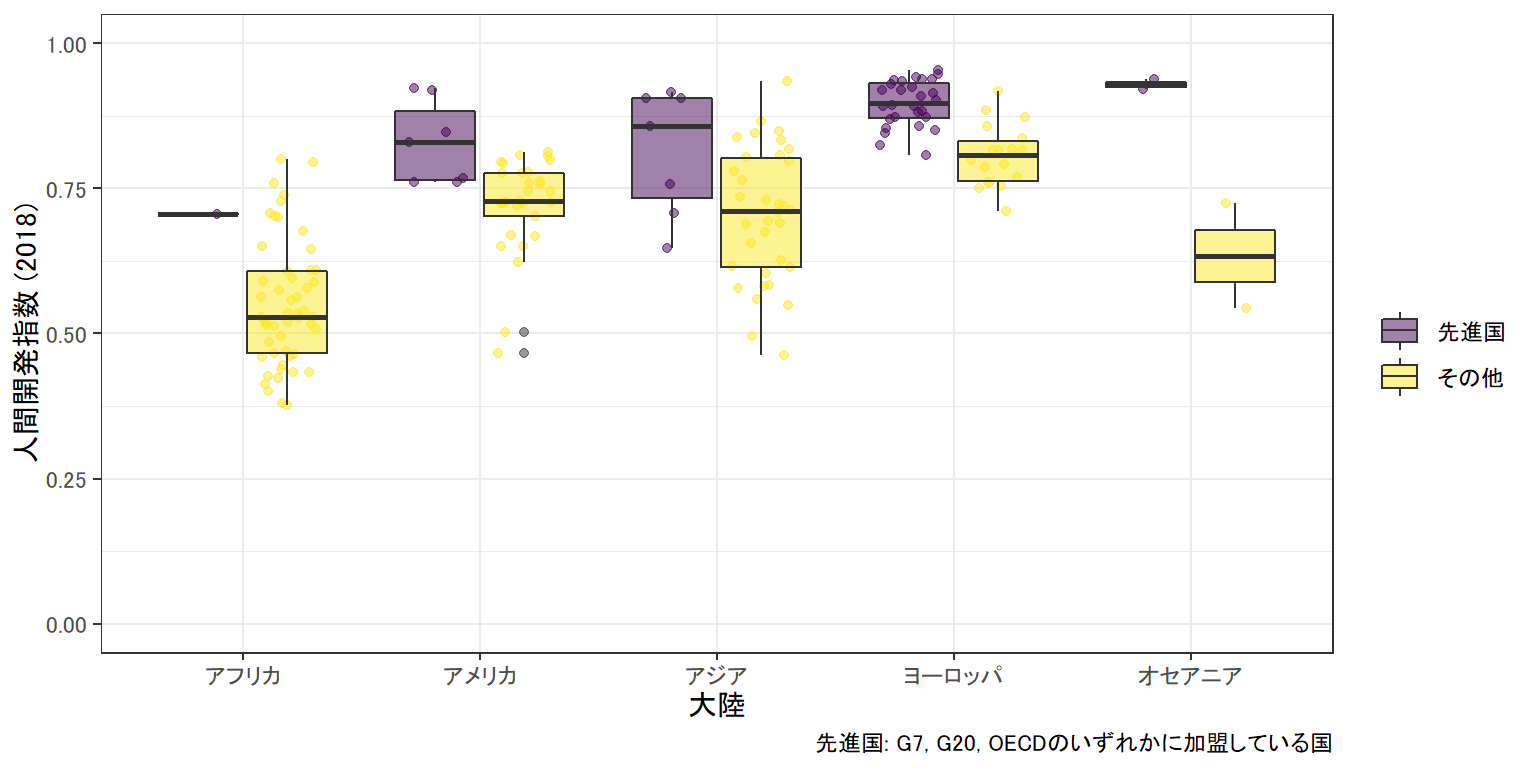 人間開発指数 (2018)
1.00
0.75
0.50
0.25
0.00
アフリカ
アメリカ
アジア
ヨーロッパ
オセアニア
大陸
先進国
その他
先進国: G7, G20, OECDのいずれかに加盟している国